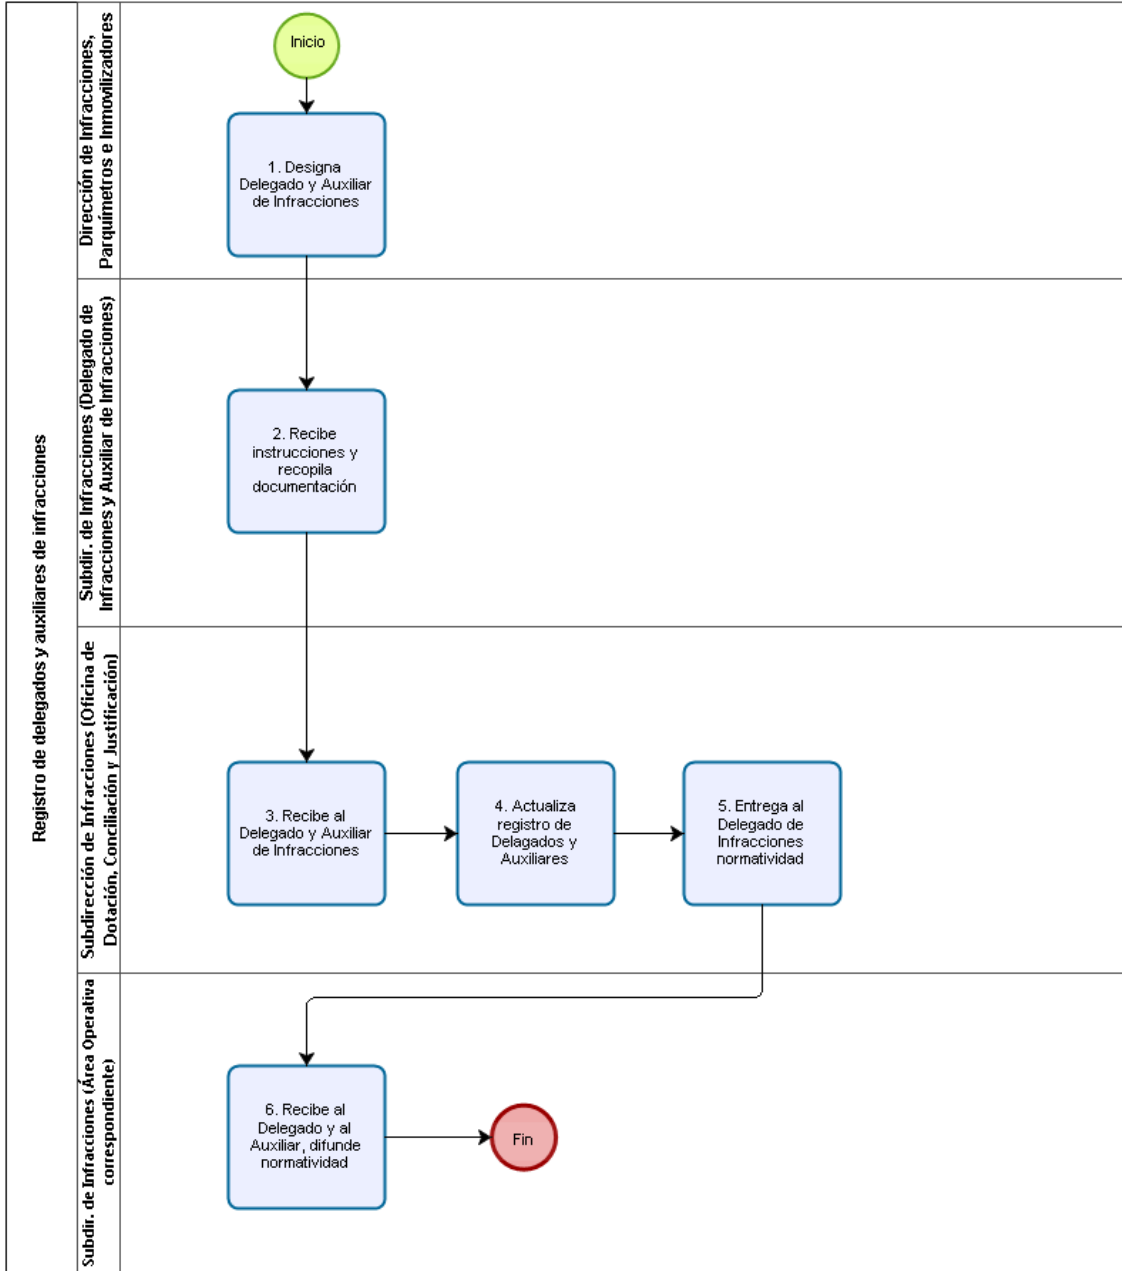 Registro de delegados y auxiliares de infracciones
Dirección de Infracciones,
Parquímetros e Inmovilizadores
Inicio
1. Designa
Delegado y Auxiliar
de Infracciones
Subdir. de Infracciones (Delegado de
Infracciones y Auxiliar de Infracciones)
2. Recibe
instrucciones y
recopila
documentación
Subdirección de Infracciones (Oficina de
Dotación, Conciliación y Justificación)
3. Recibe al
Delegado y Auxiliar
de Infracciones
4. Actualiza
registro de
Delagados y
Auxiliares
5. Entrega al
Delegado de
Infracciones
normatividad
Subdir. de Infracciones (Área Operativa
correspondiente)
6. Recibe al
Delegado y al
Auxiliar, difunde
normatividad
Fin